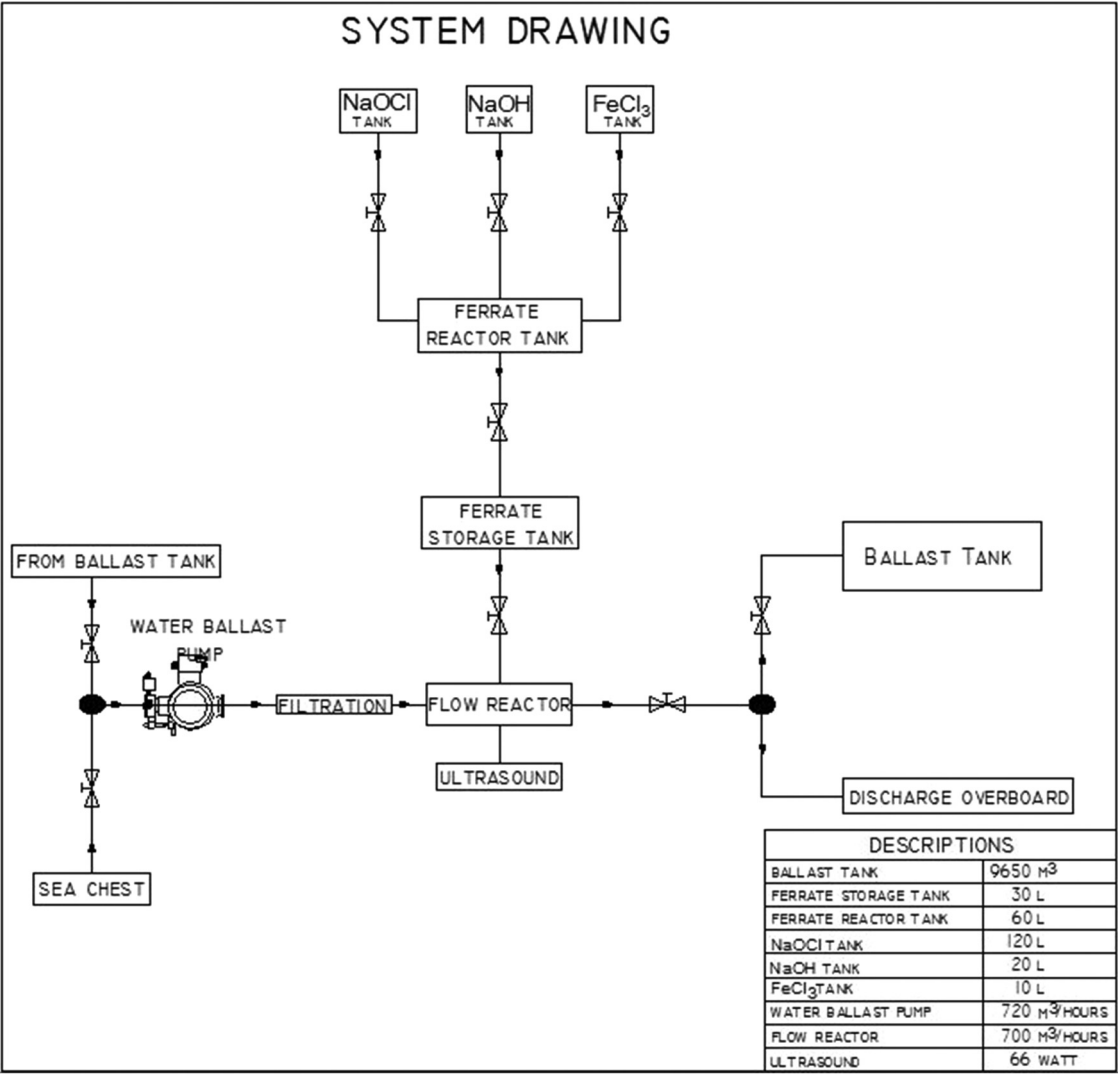 SYSTEM DRAWING
NaOCl
TANK
NaOH
TANK
FeCl3
TANK
FERRATE
REACTOR TANK
FERRATE
STORAGE TANK
FROM BALLAST TANK
BALLAST TANK
WATER BALLAST
PUMP
FILTRATION
FLOW REACTOR
ULTRASOUND
DISCHARGE OVERBOARD
SEA CHEST
DESCRIPTIONS
BALLAST TANK 9650 M3
FERRATE STORAGE TANK 30 L
FERRATE REACTOR TANK 60 L
NaOCl TANK 120 L
NaOH TANK 20 L
FeCl3TANK 10 L
WATER BALLAST PUMP 720 M3/HOURS
FLOW REACTOR 700 M3/HOURS
ULTRASOUND 66 WATT